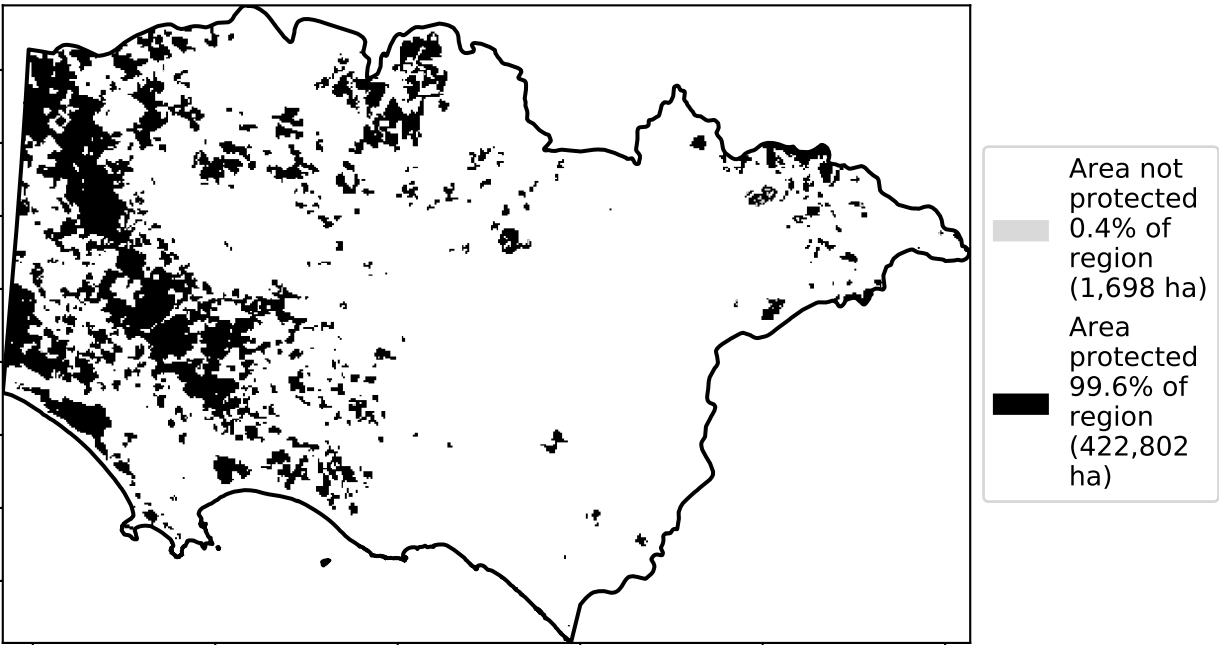 Area not
protected
0.4% of
region
(1,698 ha)
Area
protected
99.6% of
region
(422,802
ha)